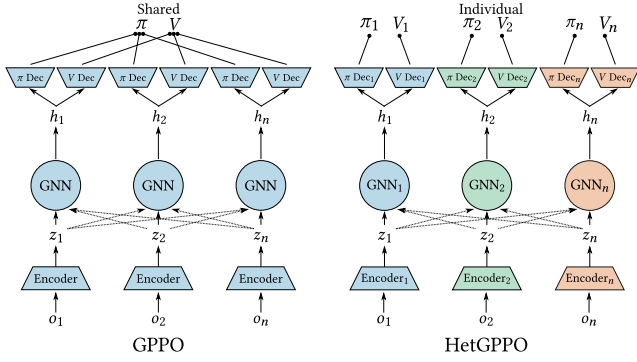 Shared
π V
π Dec V Dec π Dec V Dec π Dec V Dec
h1 h2 hn
GNN GNN GNN
z1 z2 zn
Encoder Encoder Encoder
o1 o2 on
GPPO
Individual
π1 V1 π2 V2 πn Vn
π Dec1 V Dec1 π Dec2 V Dec2 π Decn V Decn
h1 h2 hn
GNN1 GNN2 GNNn
z1 z2 zn
Encoder1 Encoder2 Encodern
o1 o2 on
HetGPPO